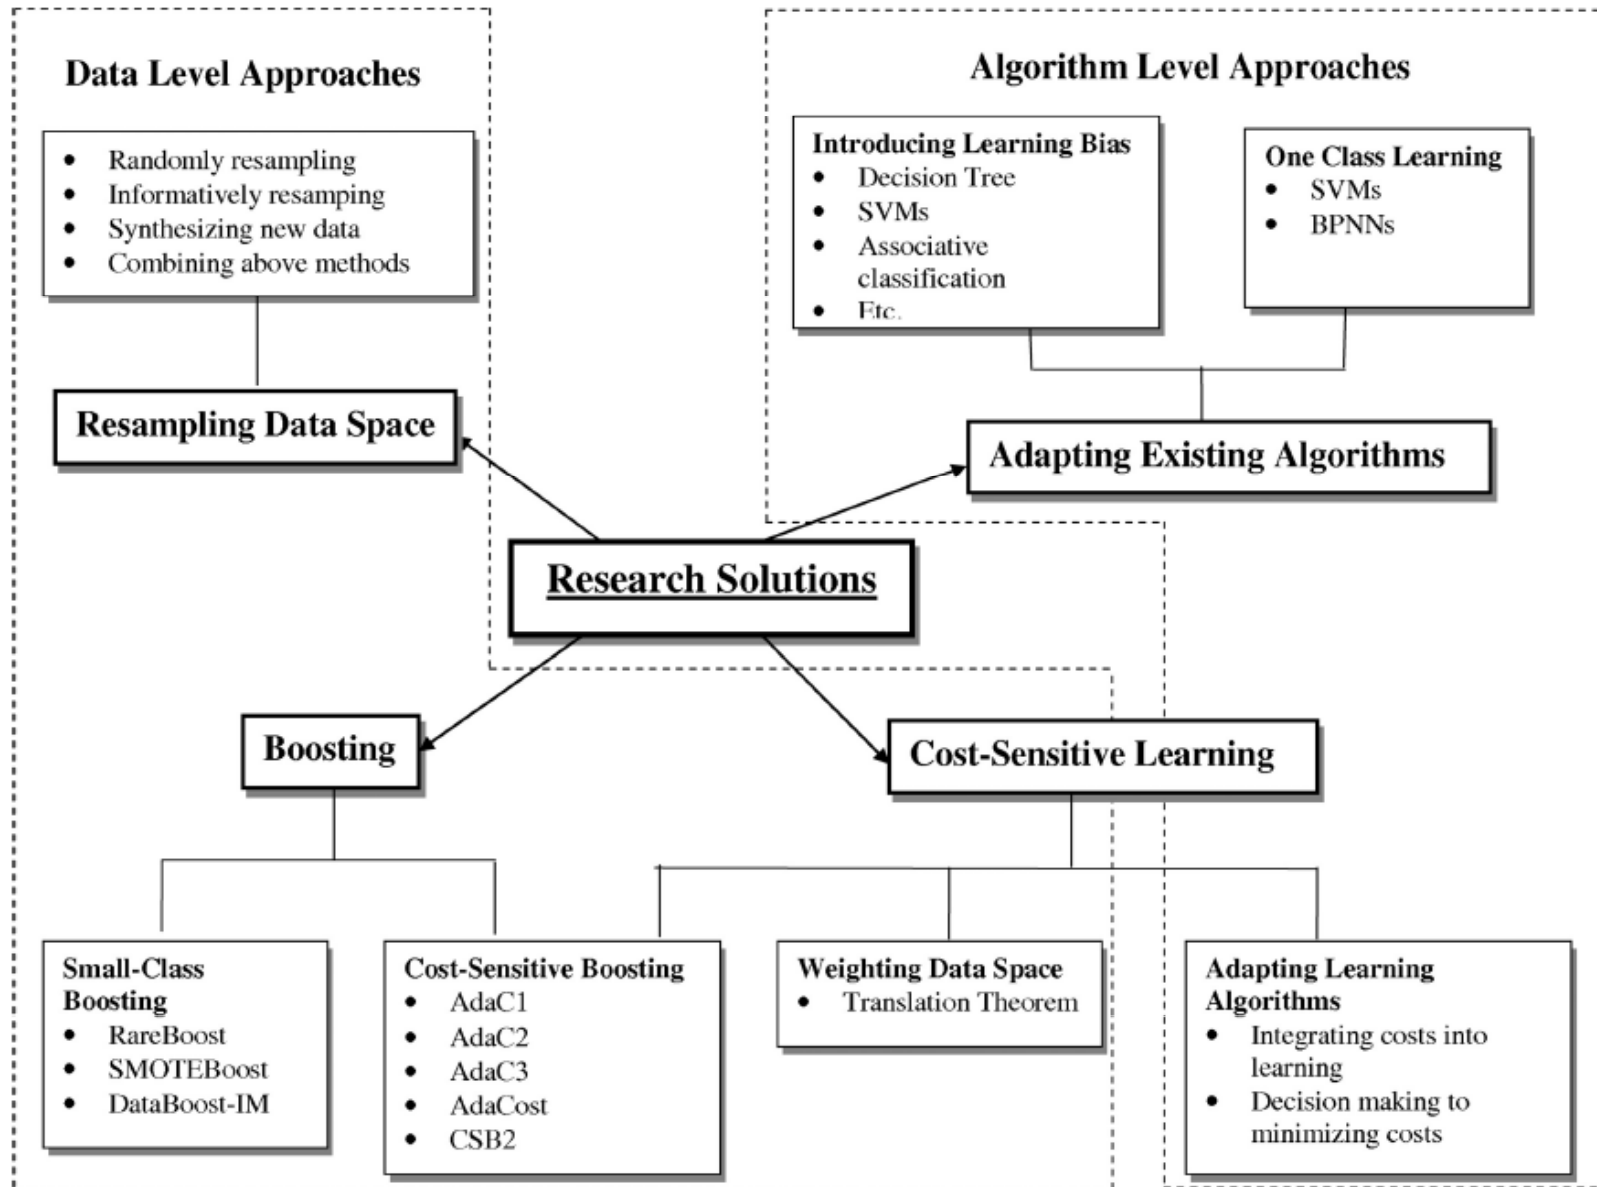 Data Level Approaches
• Randomly resampling
• Informatively resamping
• Synthesizing new data
• Combining above methods
Resampling Data Space
Algorithm Level Approaches
Introducing Learning Bias
• Decision Tree
• SVMs
• Associative
classification
• Etc.
One Class Learning
• SVMs
• BPNNs
Adapting Existing Algorithms
Research Solutions
Boosting
Cost-Sensitive Learning
Small-Class
Boosting
• RareBoost
• SMOTEBoost
• DataBoost-IM
Cost-Sensitive Boosting
• AdaC1
• AdaC2
• AdaC3
• AdaCost
• CSB2
Weighting Data Space
• Translation Theorem
Adapting Learning
Algorithms
• Integrating costs into
learning
• Decision making to
minimizing costs